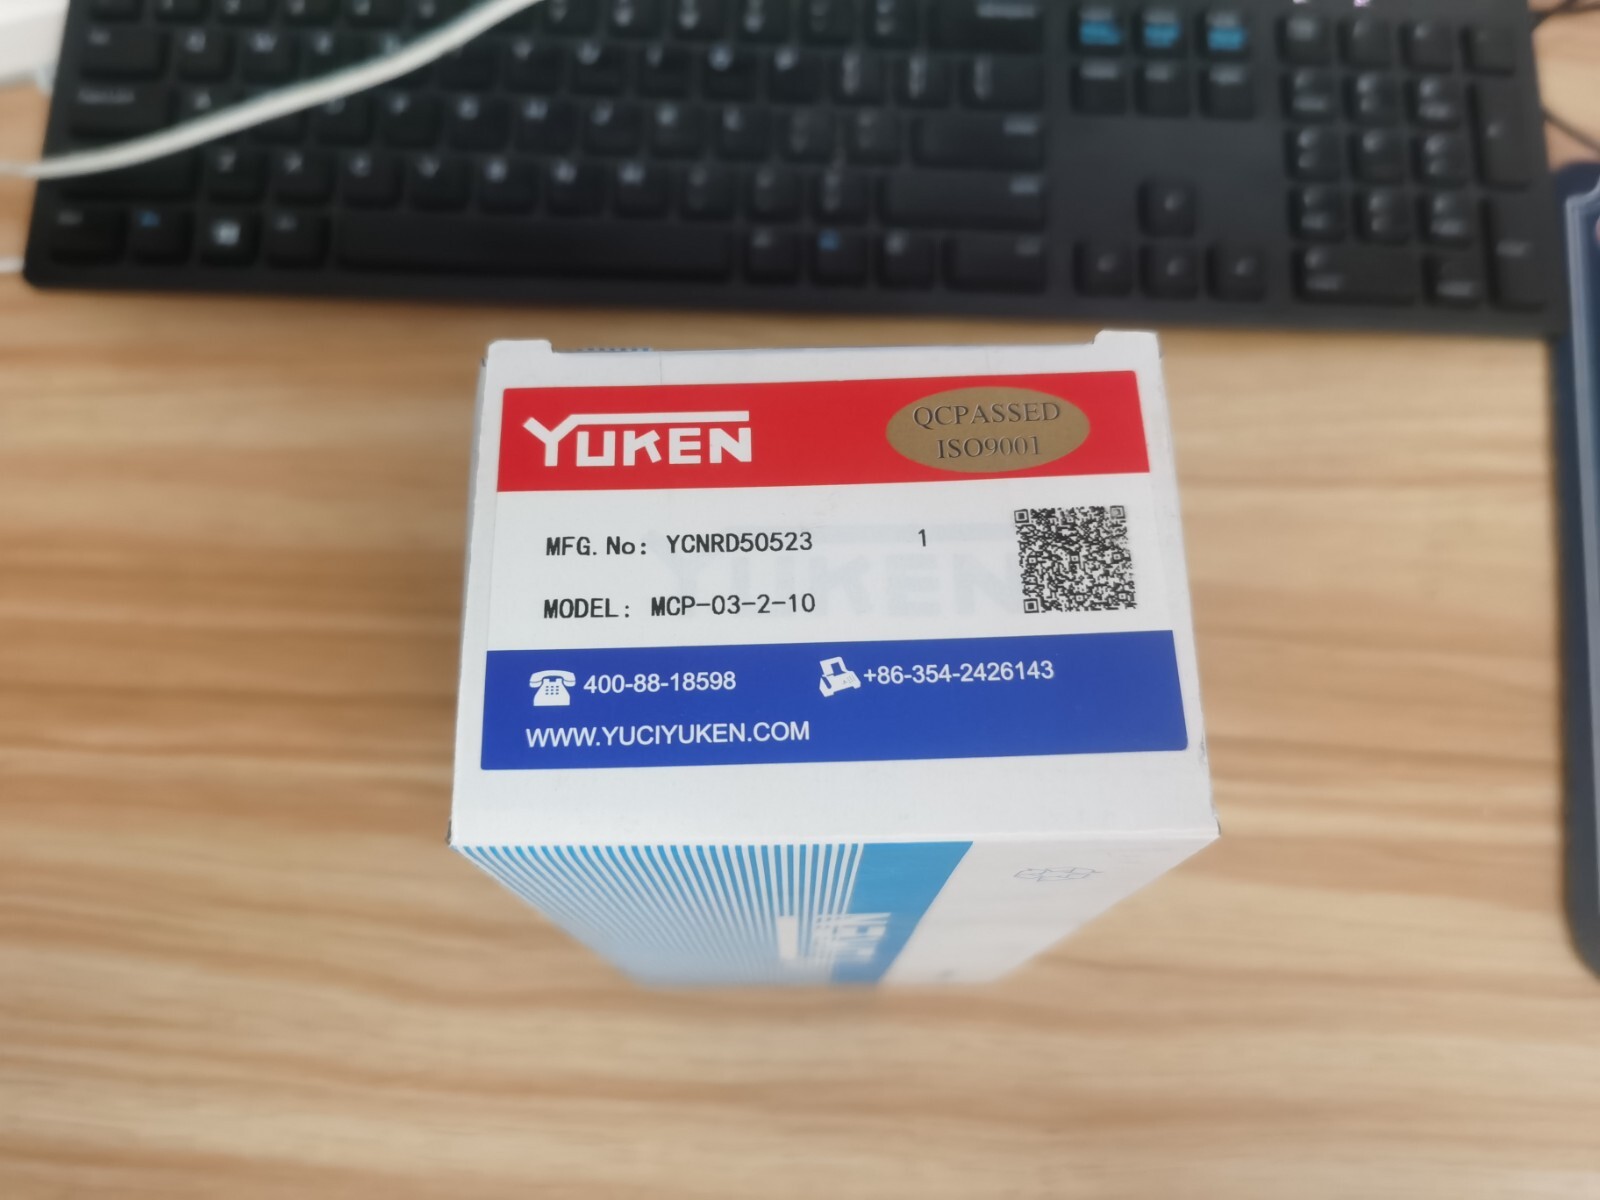 YUKEN
QCPASSED
ISO9001
MFG.No: YCNRD50523 1
MODEL: MCP-03-2-10
400-88-18598 +86-354-2426143
WWW.YUCIYUKEN.COM